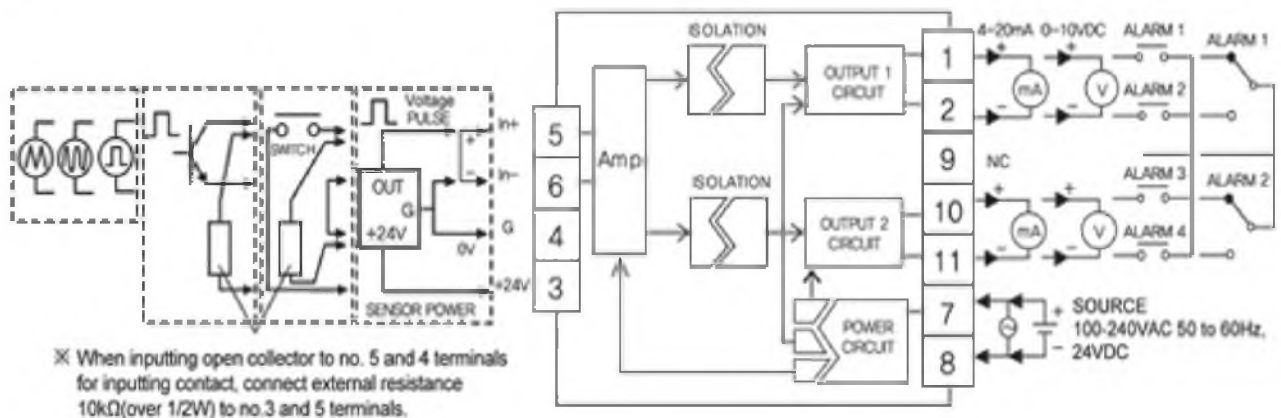 Voltage
PULSE
SWITCH
OUT
G
+24V
0V
SENSOR POWER
In+
In-
G
+24V
5
6
4
3
Amp
ISOLATION
ISOLATION
OUTPUT 1
CIRCUIT
OUTPUT 2
CIRCUIT
POWER
CIRCUIT
1
2
9
10
11
7
8
4~20mA 0~10VDC ALARM 1
ALARM 1
+ +
mA V
- - ALARM 2
NC
ALARM 3
ALARM 2
+ +
mA V
- - ALARM 4
+ SOURCE
100-240VAC 50 to 60Hz,
- 24VDC
※ When inputting open collector to no. 5 and 4 terminals
for inputting contact, connect external resistance
10kΩ(over 1/2W) to no.3 and 5 terminals.